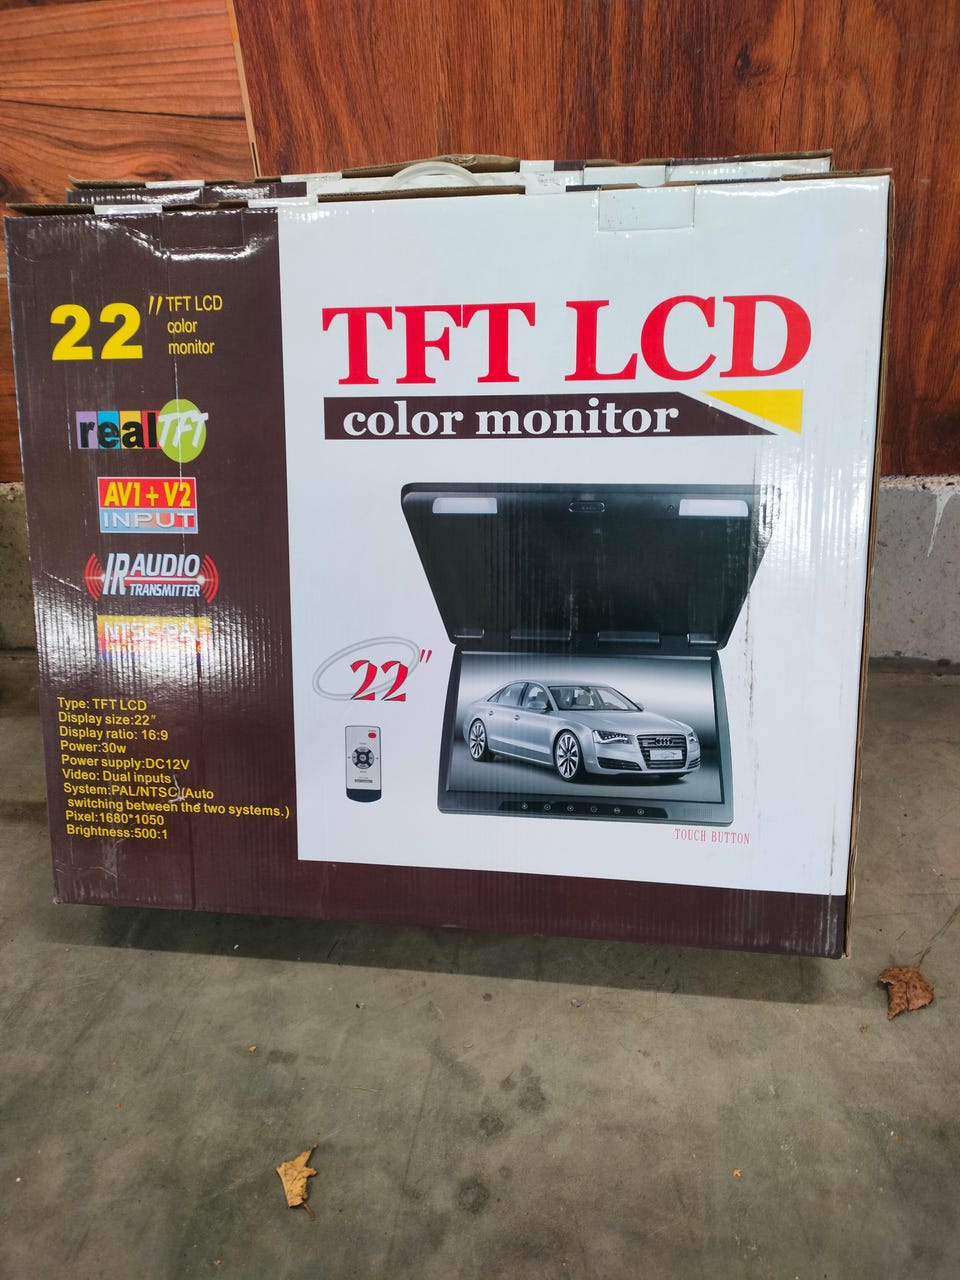 22" TFT LCD
color
monitor
realTFT
AV1+V2
INPUT
IR AUDIO
TRANSMITTER
Type: TFT LCD
Display size:22"
Display ratio: 16:9
Power:30w
Power supply:DC12V
Video: Dual inputs
System:PAL/NTSC(Auto
switching between the two systems.)
Pixel:1680*1050
Brightness:500:1
TFT LCD
color monitor
22"
TOUCH BUTTON